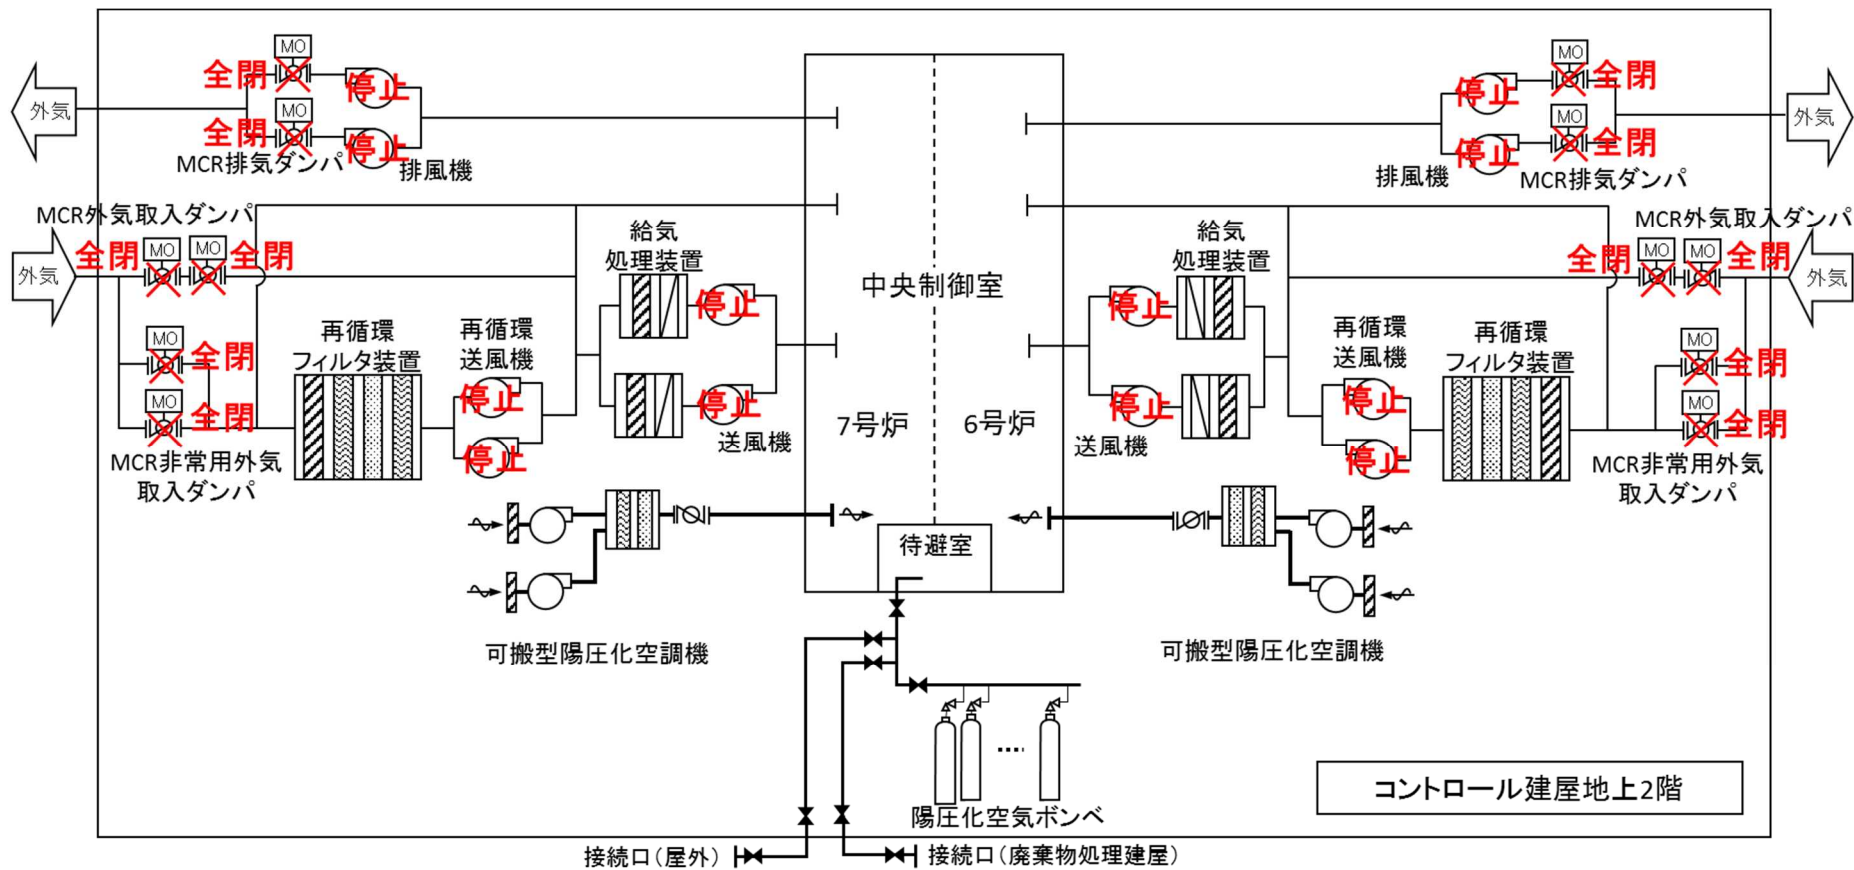 MO
全閉
停止
外気
MO
全閉
停止
MCR排気ダンパ
排風機
MO
停止
全閉
外気
MO
停止
全閉
排風機
MCR排気ダンパ
MCR外気取入ダンパ
全閉
MO
MO
全閉
外気
給気
処理装置
停止
MO
全閉
再循環
フィルタ装置
再循環
送風機
停止
MO
全閉
停止
停止
送風機
MCR非常用外気
取入ダンパ
中央制御室
7号炉
6号炉
待避室
給気
処理装置
停止
停止
送風機
MCR外気取入ダンパ
全閉
MO
MO
全閉
外気
再循環
送風機
再循環
フィルタ装置
MO
全閉
停止
MO
全閉
停止
MCR非常用外気
取入ダンパ
可搬型陽圧化空調機
可搬型陽圧化空調機
陽圧化空気ボンベ
コントロール建屋地上2階
接続口(屋外)
接続口(廃棄物処理建屋)